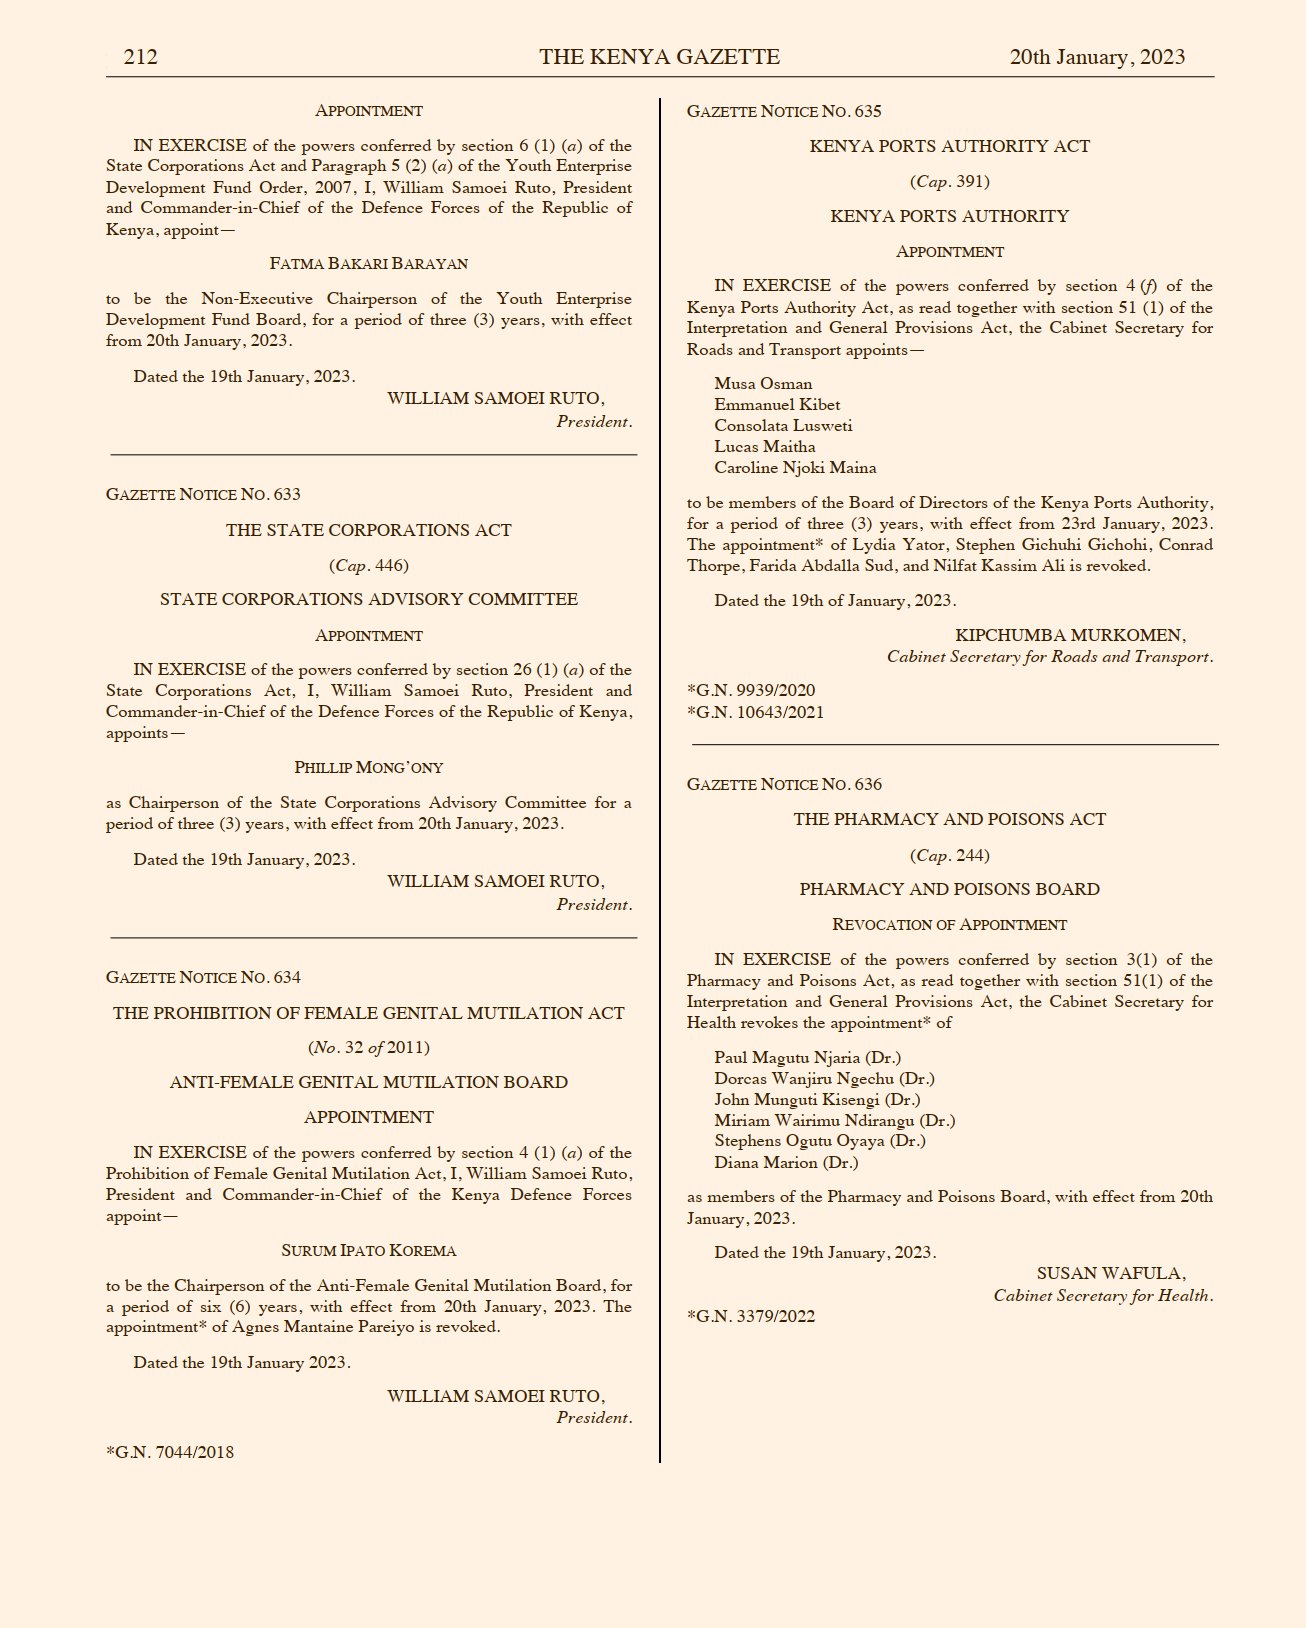 212 THE KENYA GAZETTE 20th January, 2023
APPOINTMENT
IN EXERCISE of the powers conferred by section 6 (1) (a) of the
State Corporations Act and Paragraph 5 (2) (a) of the Youth Enterprise
Development Fund Order, 2007, I, William Samoei Ruto, President
and Commander-in-Chief of the Defence Forces of the Republic of
Kenya, appoint—
FATMA BAKARI BARAYAN
to be the Non-Executive Chairperson of the Youth Enterprise
Development Fund Board, for a period of three (3) years, with effect
from 20th January, 2023.
Dated the 19th January, 2023.
WILLIAM SAMOEI RUTO,
President.
GAZETTE NOTICE NO. 633
THE STATE CORPORATIONS ACT
(Cap. 446)
STATE CORPORATIONS ADVISORY COMMITTEE
APPOINTMENT
IN EXERCISE of the powers conferred by section 26 (1) (a) of the
State Corporations Act, I, William Samoei Ruto, President and
Commander-in-Chief of the Defence Forces of the Republic of Kenya,
appoints—
PHILLIP MONG’ONY
as Chairperson of the State Corporations Advisory Committee for a
period of three (3) years, with effect from 20th January, 2023.
Dated the 19th January, 2023.
WILLIAM SAMOEI RUTO,
President.
GAZETTE NOTICE NO. 634
THE PROHIBITION OF FEMALE GENITAL MUTILATION ACT
(No. 32 of 2011)
ANTI-FEMALE GENITAL MUTILATION BOARD
APPOINTMENT
IN EXERCISE of the powers conferred by section 4 (1) (a) of the
Prohibition of Female Genital Mutilation Act, I, William Samoei Ruto,
President and Commander-in-Chief of the Kenya Defence Forces
appoint—
SURUM IPATO KOREMA
to be the Chairperson of the Anti-Female Genital Mutilation Board, for
a period of six (6) years, with effect from 20th January, 2023. The
appointment* of Agnes Mantaine Pareiyo is revoked.
Dated the 19th January 2023.
WILLIAM SAMOEI RUTO,
President.
*G.N. 7044/2018
GAZETTE NOTICE NO. 635
KENYA PORTS AUTHORITY ACT
(Cap. 391)
KENYA PORTS AUTHORITY
APPOINTMENT
IN EXERCISE of the powers conferred by section 4 (f) of the
Kenya Ports Authority Act, as read together with section 51 (1) of the
Interpretation and General Provisions Act, the Cabinet Secretary for
Roads and Transport appoints—
Musa Osman
Emmanuel Kibet
Consolata Lusweti
Lucas Maitha
Caroline Njoki Maina
to be members of the Board of Directors of the Kenya Ports Authority,
for a period of three (3) years, with effect from 23rd January, 2023.
The appointment* of Lydia Yator, Stephen Gichuhi Gichohi, Conrad
Thorpe, Farida Abdalla Sud, and Nilfat Kassim Ali is revoked.
Dated the 19th of January, 2023.
KIPCHUMBA MURKOMEN,
Cabinet Secretary for Roads and Transport.
*G.N. 9939/2020
*G.N. 10643/2021
GAZETTE NOTICE NO. 636
THE PHARMACY AND POISONS ACT
(Cap. 244)
PHARMACY AND POISONS BOARD
REVOCATION OF APPOINTMENT
IN EXERCISE of the powers conferred by section 3(1) of the
Pharmacy and Poisons Act, as read together with section 51(1) of the
Interpretation and General Provisions Act, the Cabinet Secretary for
Health revokes the appointment* of
Paul Magutu Njaria (Dr.)
Dorcas Wanjiru Ngechu (Dr.)
John Munguti Kisengi (Dr.)
Miriam Wairimu Ndirangu (Dr.)
Stephens Ogutu Oyaya (Dr.)
Diana Marion (Dr.)
as members of the Pharmacy and Poisons Board, with effect from 20th
January, 2023.
Dated the 19th January, 2023.
SUSAN WAFULA,
Cabinet Secretary for Health.
*G.N. 3379/2022